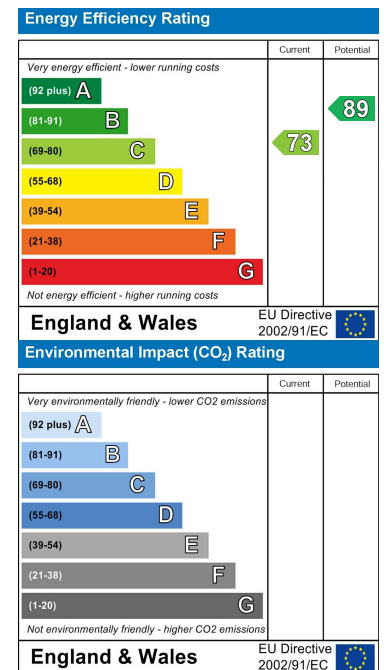 Energy Efficiency Rating
Current Potential
Very energy efficient - lower running costs
(92 plus) A
(81-91) B
89
(69-80) C
73
(55-68) D
(39-54) E
(21-38) F
(1-20) G
Not energy efficient - higher running costs
England & Wales
EU Directive
2002/91/EC
Environmental Impact (CO₂) Rating
Current Potential
Very environmentally friendly - lower CO2 emissions
(92 plus) A
(81-91) B
(69-80) C
(55-68) D
(39-54) E
(21-38) F
(1-20) G
Not environmentally friendly - higher CO2 emissions
England & Wales
EU Directive
2002/91/EC